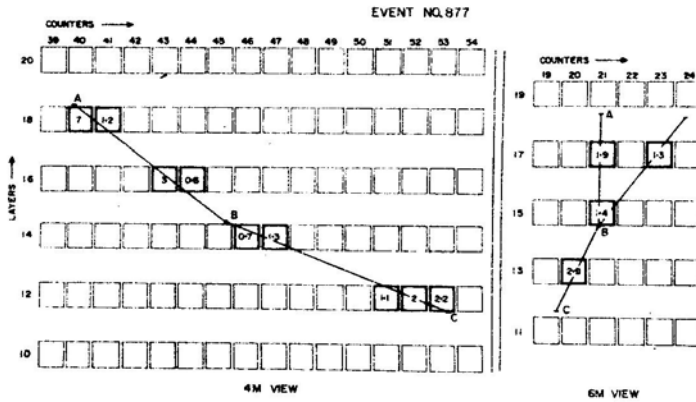 EVENT NO. 877
COUNTERS
39 40 41 42 43 44 45 46 47 48 49 50 51 52 53 54
20
A
18 7 1·2
16 3 0·6
B
14 0·7 1·3
12 1·1 2 2·2
C
10
LAYERS
4M VIEW
COUNTERS
19 20 21 22 23 24
19
A
17 1·9 1·3
15 1·4
B
13
C
11
6M VIEW